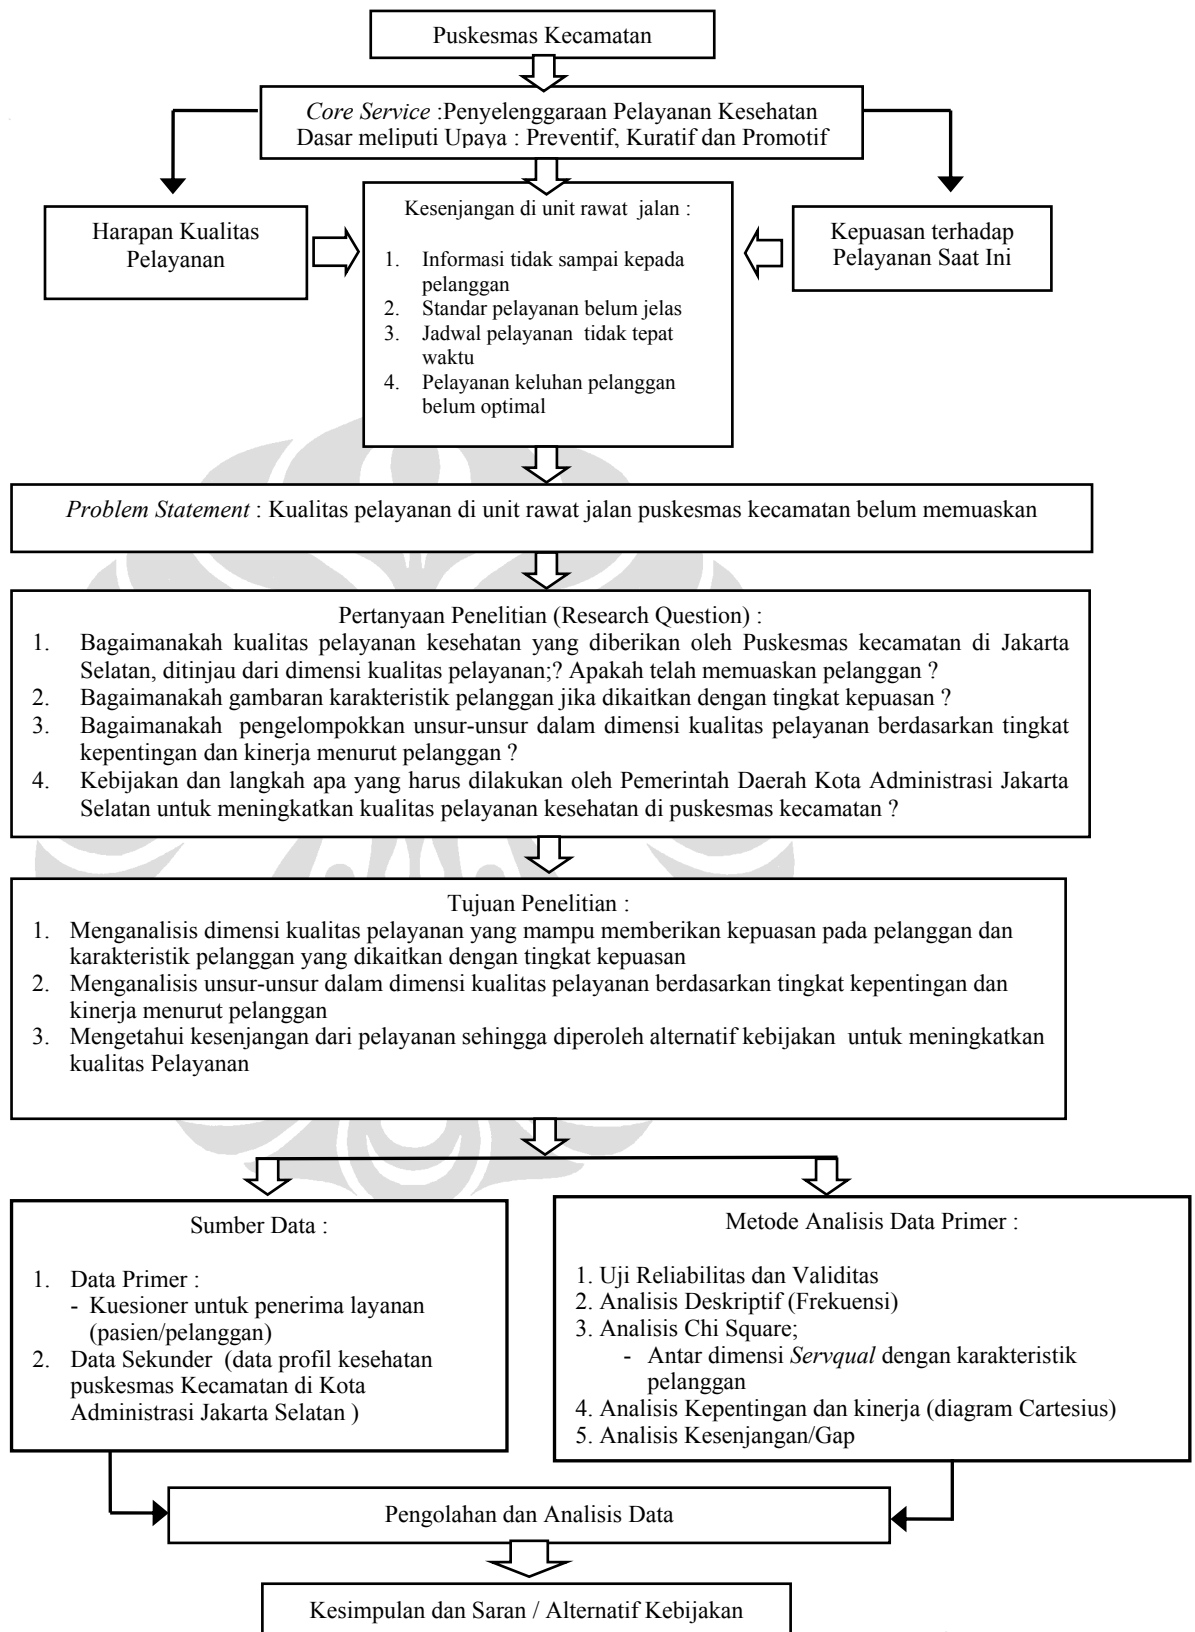 Puskesmas Kecamatan
Core Service :Penyelenggaraan Pelayanan Kesehatan
Dasar meliputi Upaya : Preventif, Kuratif dan Promotif
Harapan Kualitas
Pelayanan
Kesenjangan di unit rawat jalan :
1. Informasi tidak sampai kepada
pelanggan
2. Standar pelayanan belum jelas
3. Jadwal pelayanan tidak tepat
waktu
4. Pelayanan keluhan pelanggan
belum optimal
Kepuasan terhadap
Pelayanan Saat Ini
Problem Statement : Kualitas pelayanan di unit rawat jalan puskesmas kecamatan belum memuaskan
Pertanyaan Penelitian (Research Question) :
1. Bagaimanakah kualitas pelayanan kesehatan yang diberikan oleh Puskesmas kecamatan di Jakarta
Selatan, ditinjau dari dimensi kualitas pelayanan;? Apakah telah memuaskan pelanggan ?
2. Bagaimanakah gambaran karakteristik pelanggan jika dikaitkan dengan tingkat kepuasan ?
3. Bagaimanakah pengelompokkan unsur-unsur dalam dimensi kualitas pelayanan berdasarkan tingkat
kepentingan dan kinerja menurut pelanggan ?
4. Kebijakan dan langkah apa yang harus dilakukan oleh Pemerintah Daerah Kota Administrasi Jakarta
Selatan untuk meningkatkan kualitas pelayanan kesehatan di puskesmas kecamatan ?
Tujuan Penelitian :
1. Menganalisis dimensi kualitas pelayanan yang mampu memberikan kepuasan pada pelanggan dan
karakteristik pelanggan yang dikaitkan dengan tingkat kepuasan
2. Menganalisis unsur-unsur dalam dimensi kualitas pelayanan berdasarkan tingkat kepentingan dan
kinerja menurut pelanggan
3. Mengetahui kesenjangan dari pelayanan sehingga diperoleh alternatif kebijakan untuk meningkatkan
kualitas Pelayanan
Sumber Data :
1. Data Primer :
- Kuesioner untuk penerima layanan
(pasien/pelanggan)
2. Data Sekunder (data profil kesehatan
puskesmas Kecamatan di Kota
Administrasi Jakarta Selatan )
Metode Analisis Data Primer :
1. Uji Reliabilitas dan Validitas
2. Analisis Deskriptif (Frekuensi)
3. Analisis Chi Square;
- Antar dimensi Servqual dengan karakteristik
pelanggan
4. Analisis Kepentingan dan kinerja (diagram Cartesius)
5. Analisis Kesenjangan/Gap
Pengolahan dan Analisis Data
Kesimpulan dan Saran / Alternatif Kebijakan